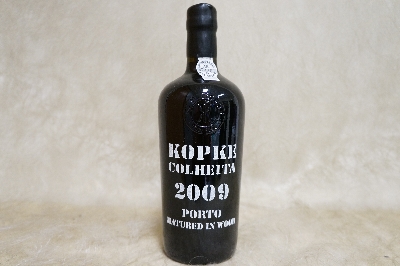 KOPKE
COLHEITA
2009
PORTO
MATURED IN WOOD